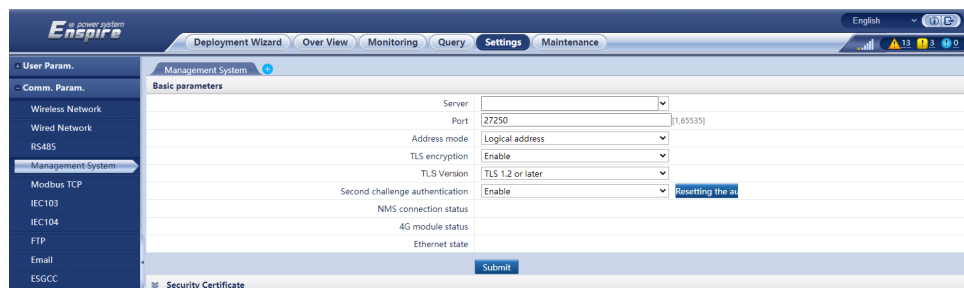 e power system
Enspire
English
Deployment Wizard Over View Monitoring Query Settings Maintenance
13 3 0
User Param.
Management System
Comm. Param.
Basic parameters
Wireless Network
Server
Wired Network
Port 27250 [1,65535]
RS485
Address mode Logical address
Management System
TLS encryption Enable
Modbus TCP
TLS Version TLS 1.2 or later
IEC103
Second challenge authentication Enable Resetting the au
IEC104
NMS connection status
FTP
4G module status
Email
Ethernet state
ESGCC
Submit
Security Certificate